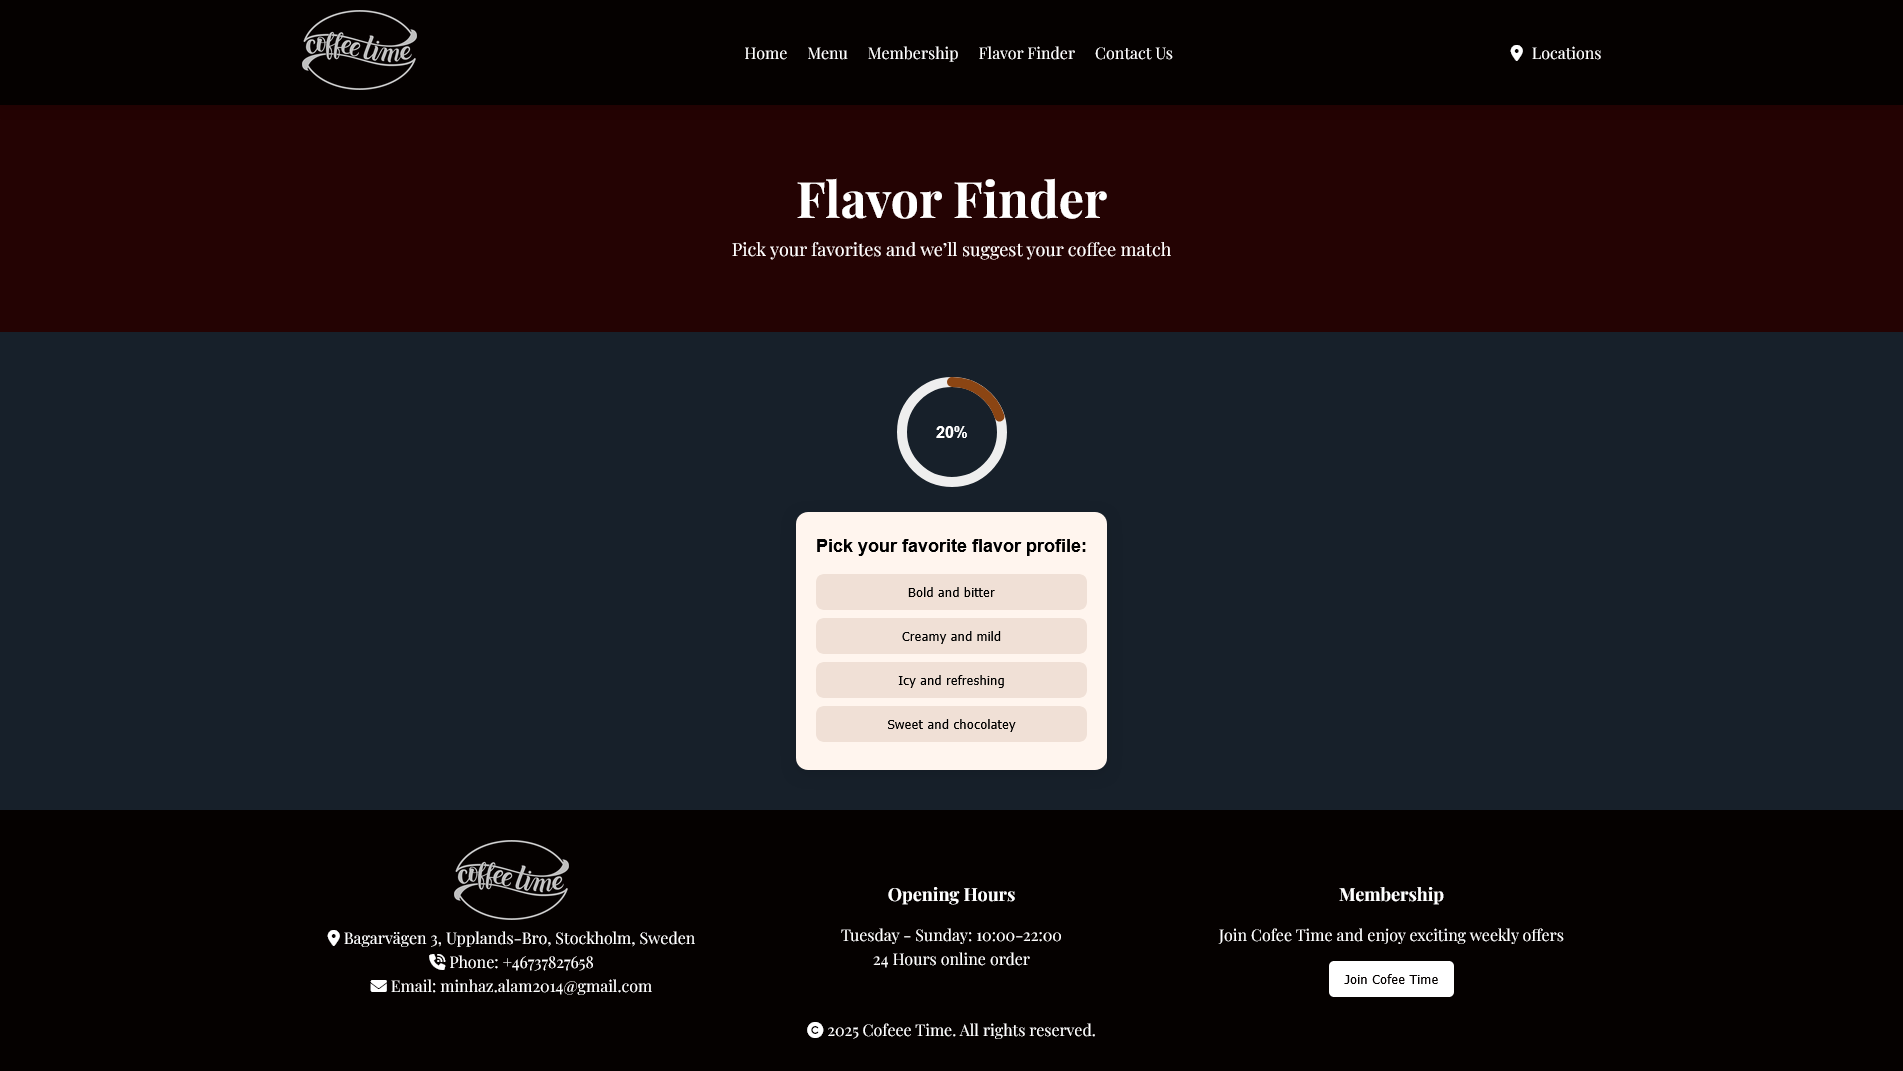 coffee time
Home Menu Membership Flavor Finder Contact Us
Locations
Flavor Finder
Pick your favorites and we’ll suggest your coffee match
20%
Pick your favorite flavor profile:
Bold and bitter
Creamy and mild
Icy and refreshing
Sweet and chocolatey
coffee time
Bagarvägen 3, Upplands-Bro, Stockholm, Sweden
Phone: +46737827658
Email: minhaz.alam2014@gmail.com
Opening Hours
Tuesday - Sunday: 10:00-22:00
24 Hours online order
Membership
Join Cofee Time and enjoy exciting weekly offers
Join Cofee Time
© 2025 Cofeee Time. All rights reserved.